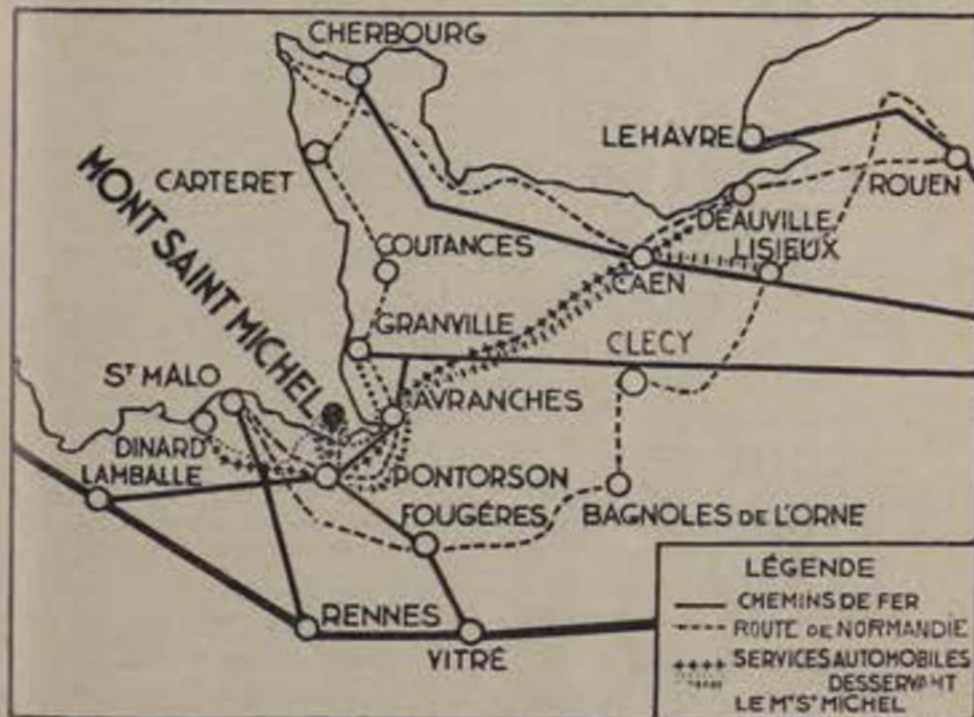 CHERBOURG
LE HAVRE
ROUEN
CARTERET
DEAUVILLE
LISIEUX
COUTANCES
CAEN
MONT SAINT MICHEL
GRANVILLE
CLECY
ST MALO
AVRANCHES
DINARD
LAMBALLE
PONTORSON
FOUGÉRES
BAGNOLES DE L'ORNE
RENNES
VITRÉ
LÉGENDE
CHEMINS DE FER
ROUTE DE NORMANDIE
SERVICES AUTOMOBILES
DESSERVANT
LE MT ST MICHEL